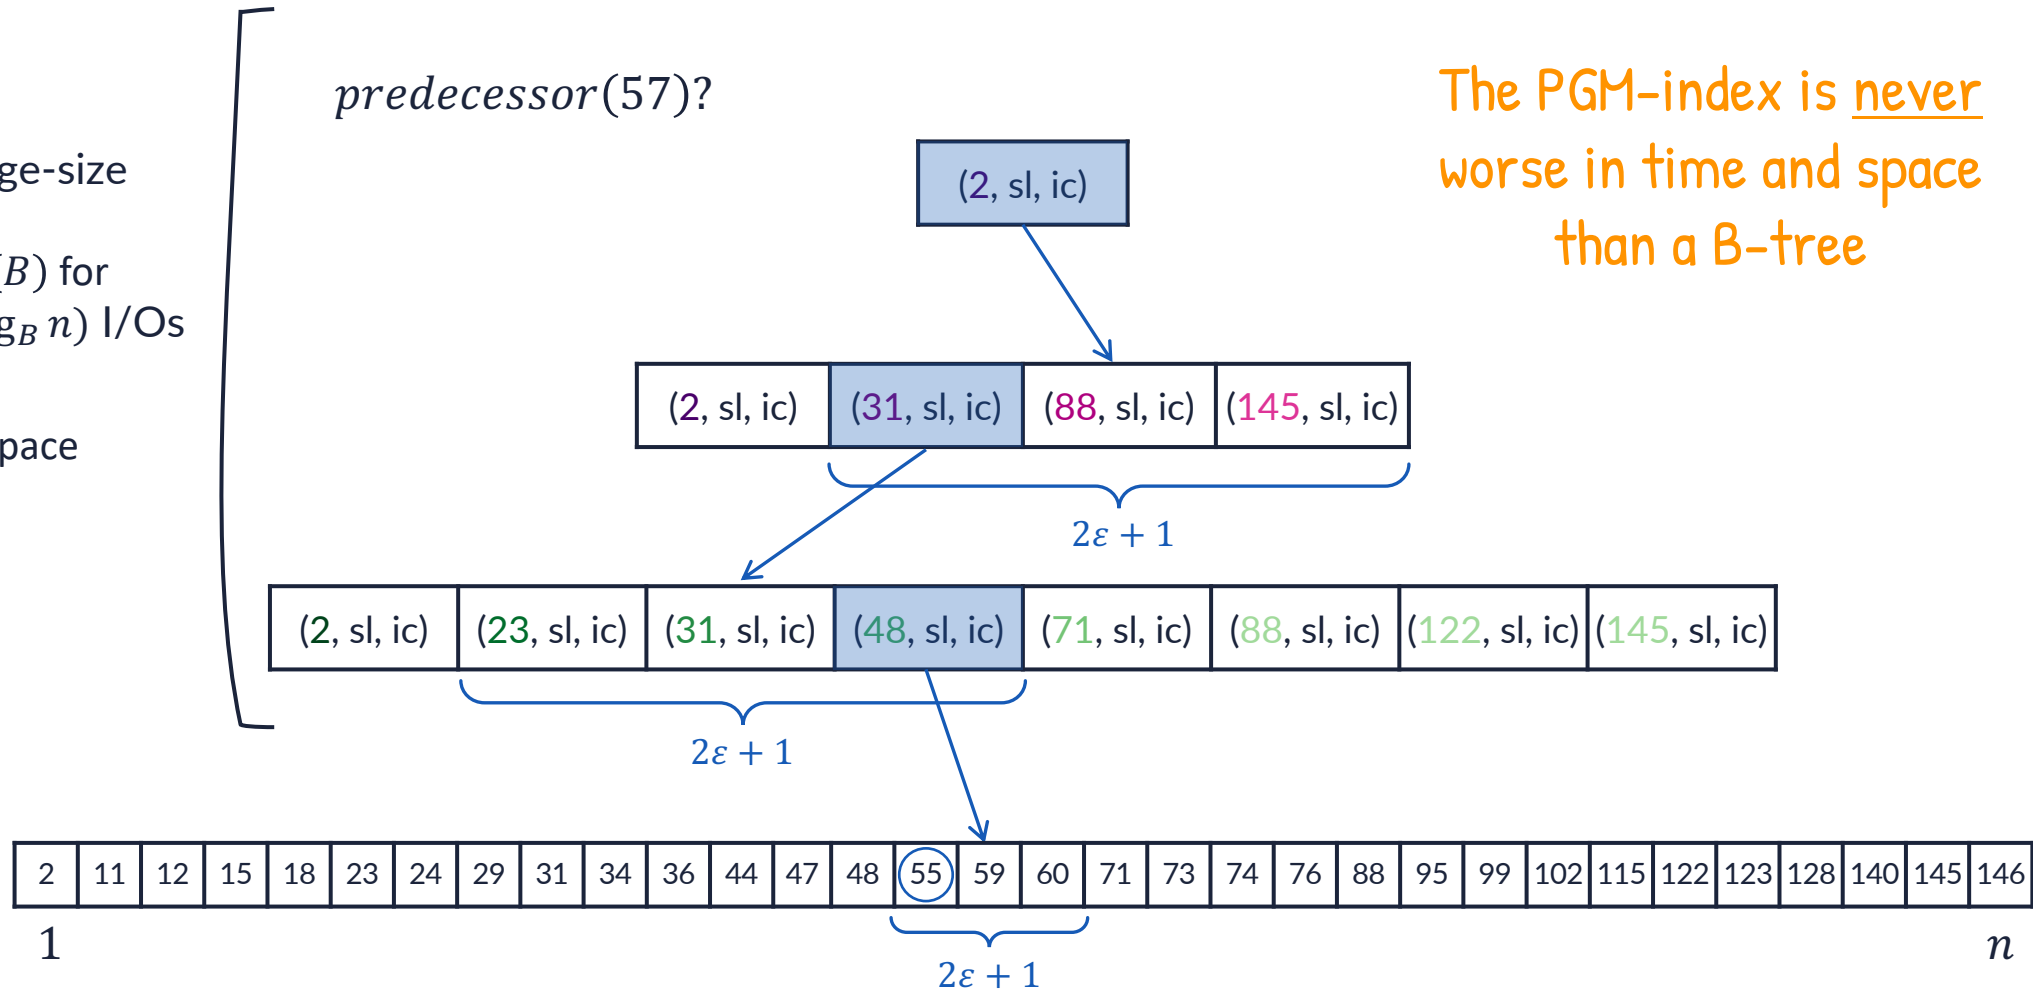 predecessor(57)?
The PGM-index is never
worse in time and space
than a B-tree
ge-size
(B) for
g_B n) I/Os
pace
(2, sl, ic)
(2, sl, ic) (31, sl, ic) (88, sl, ic) (145, sl, ic)
2ε + 1
(2, sl, ic) (23, sl, ic) (31, sl, ic) (48, sl, ic) (71, sl, ic) (88, sl, ic) (122, sl, ic) (145, sl, ic)
2ε + 1
2 11 12 15 18 23 24 29 31 34 36 44 47 48 55 59 60 71 73 74 76 88 95 99 102 115 122 123 128 140 145 146
1 n
2ε + 1